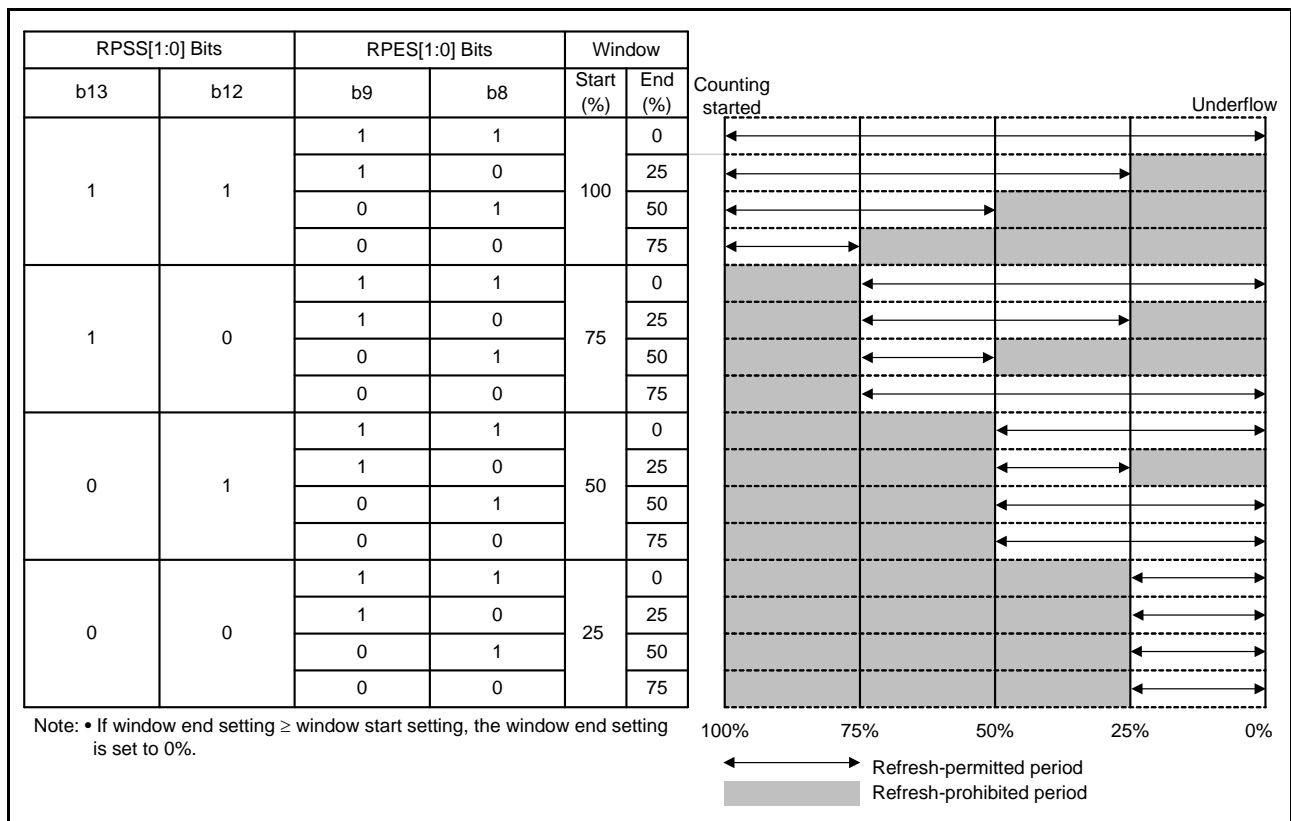 RPSS[1:0] Bits RPES[1:0] Bits Window
b13 b12 b9 b8 Start (%) End (%)
Counting started Underflow
1 1 1 1 100 0
1 0 25
0 1 50
0 0 75
1 0 1 1 75 0
1 0 25
0 1 50
0 0 75
0 1 1 1 50 0
1 0 25
0 1 50
0 0 75
0 0 1 1 25 0
1 0 25
0 1 50
0 0 75
Note: • If window end setting ≥ window start setting, the window end setting
is set to 0%.
100% 75% 50% 25% 0%
Refresh-permitted period
Refresh-prohibited period